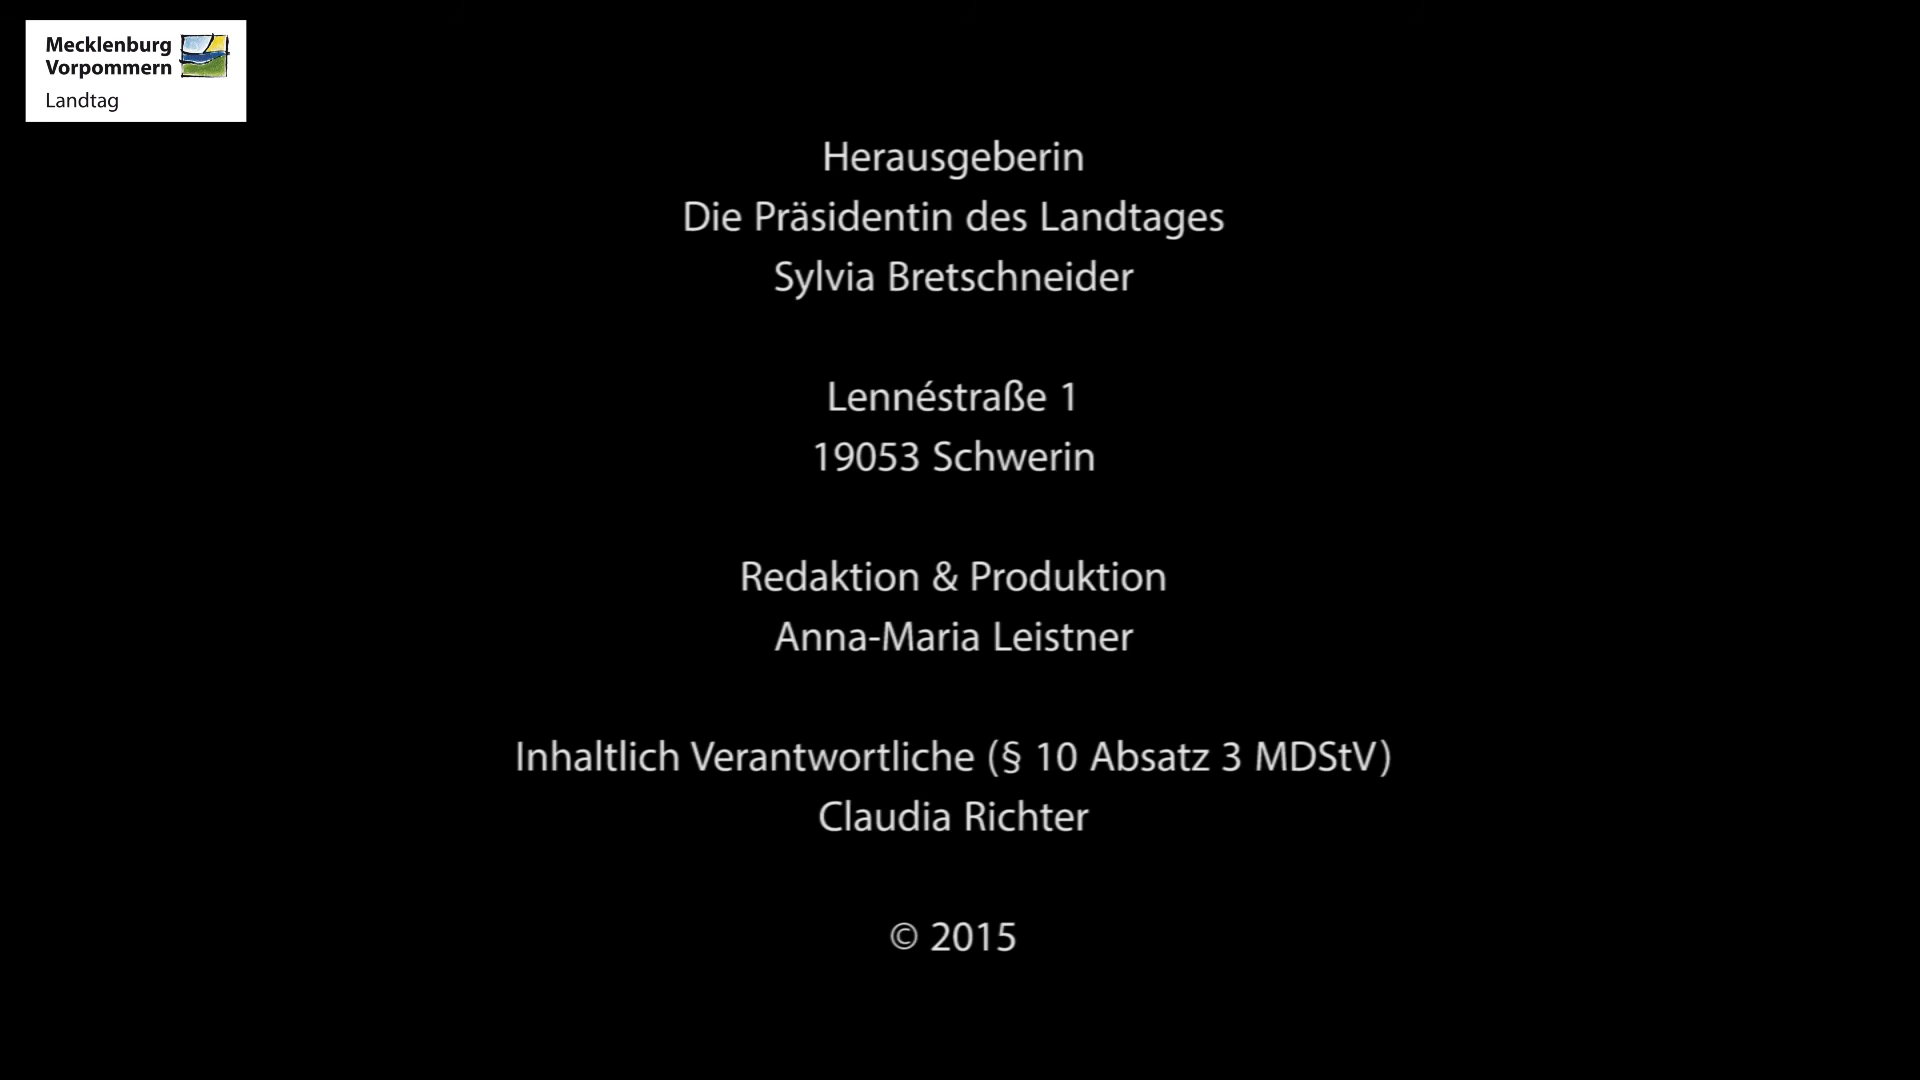 Mecklenburg
Vorpommern
Landtag
Herausgeberin
Die Präsidentin des Landtages
Sylvia Bretschneider
Lennéstraße 1
19053 Schwerin
Redaktion & Produktion
Anna-Maria Leistner
Inhaltlich Verantwortliche (§ 10 Absatz 3 MDStV)
Claudia Richter
© 2015